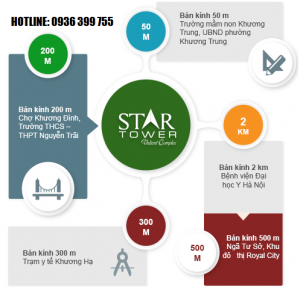 HOTLINE: 0936 399 755
50
M
Bán kính 50 m
Trường mầm non Khương
Trung, UBND phường
Khương Trung
200
M
Bán kính 200 m
Chợ Khương Đình,
Trường THCS –
THPT Nguyễn Trãi
STAR
TOWER
2
KM
Bán kính 2 km
Bệnh viện Đại
học Y Hà Nội
300
M
Bán kính 300 m
Trạm y tế Khương Hạ
500
M
Bán kính 500 m
Ngã Tư Sở, Khu
đô thị Royal City